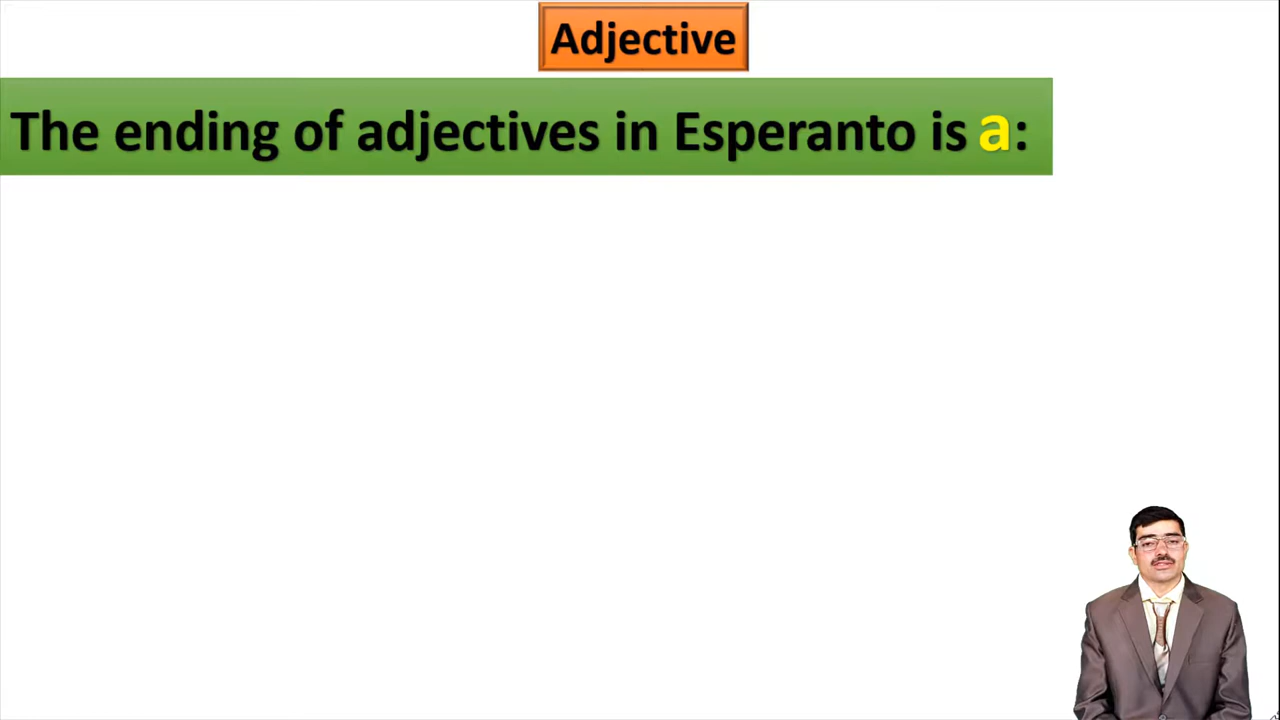 Adjective
The ending of adjectives in Esperanto is a: